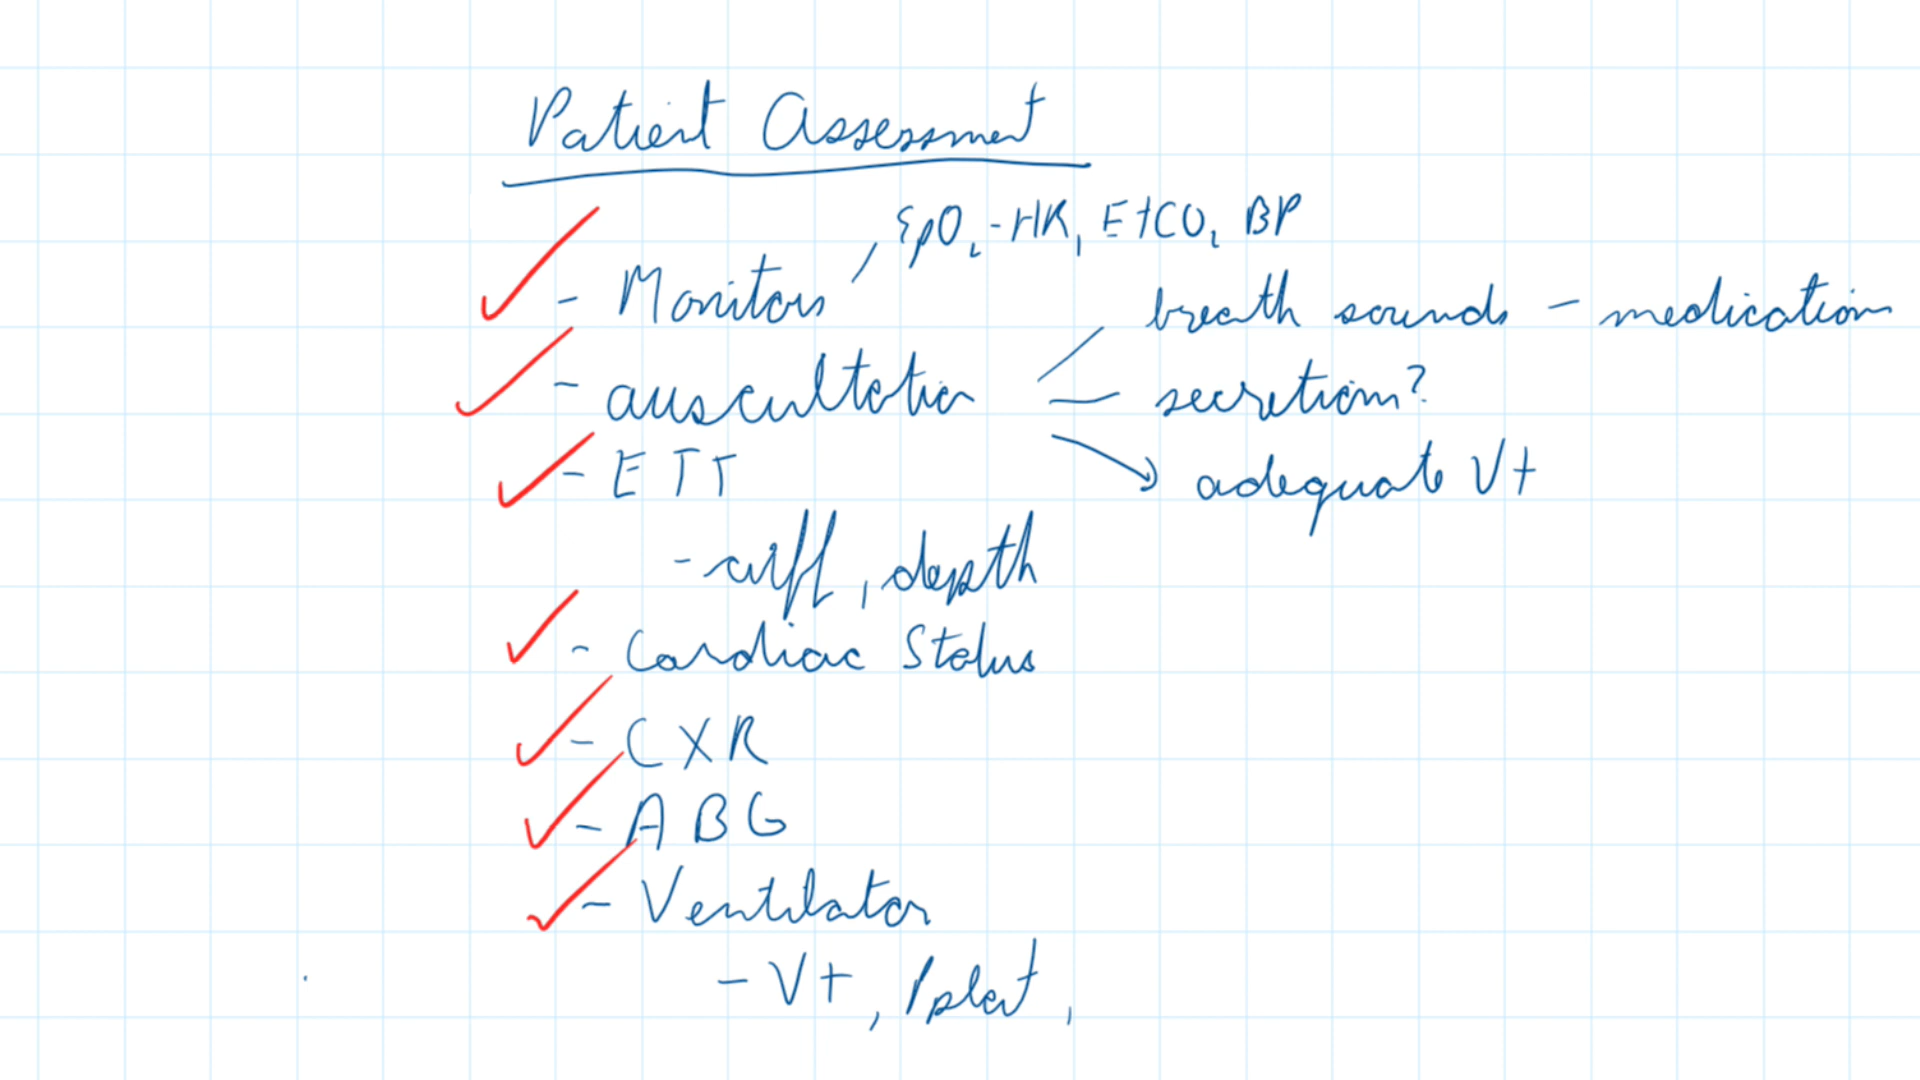 Patient Assessment
SpO₂ - HR, EtCO₂ BP
- Monitors
breath sounds - medication
- auscultation
secretion?
- ETT
adequate Vt
- cuff, depth
- Cardiac Status
- CXR
- ABG
- Ventilator
- Vt, Pplat,